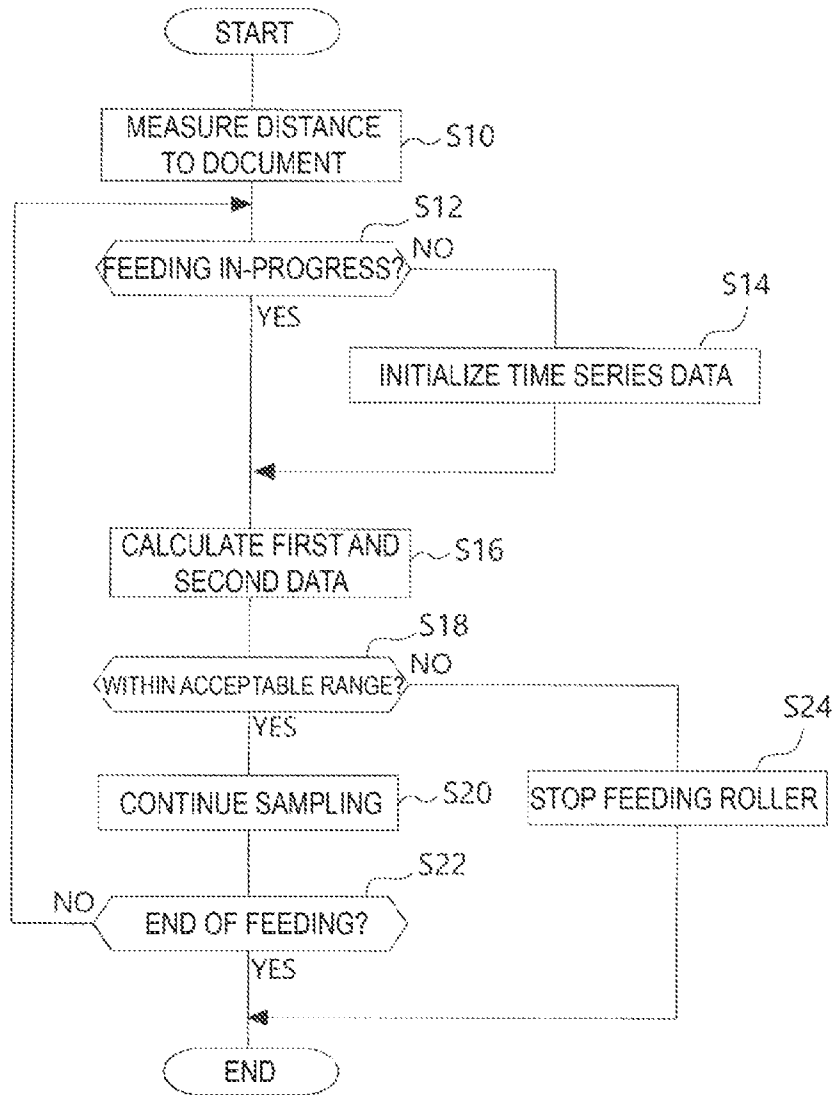 START
MEASURE DISTANCE
TO DOCUMENT
S10
S12
FEEDING IN-PROGRESS?
NO
YES
S14
INITIALIZE TIME SERIES DATA
CALCULATE FIRST AND
SECOND DATA
S16
S18
WITHIN ACCEPTABLE RANGE?
NO
YES
S24
CONTINUE SAMPLING
S20
STOP FEEDING ROLLER
S22
NO
END OF FEEDING?
YES
END